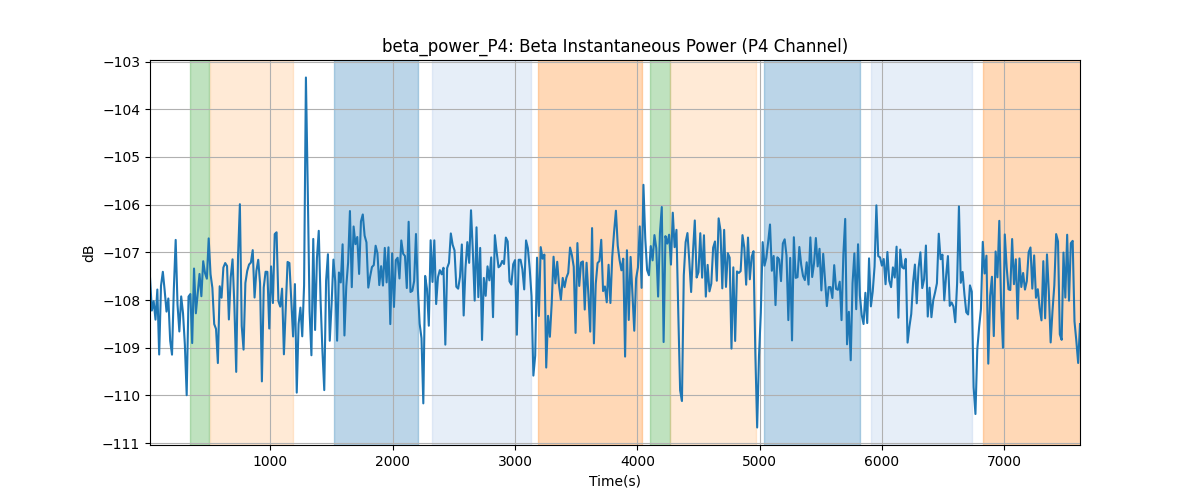 beta_power_P4: Beta Instantaneous Power (P4 Channel)
−103
−104
−105
−106
−107
−108
−109
−110
−111
dB
1000 2000 3000 4000 5000 6000 7000
Time(s)